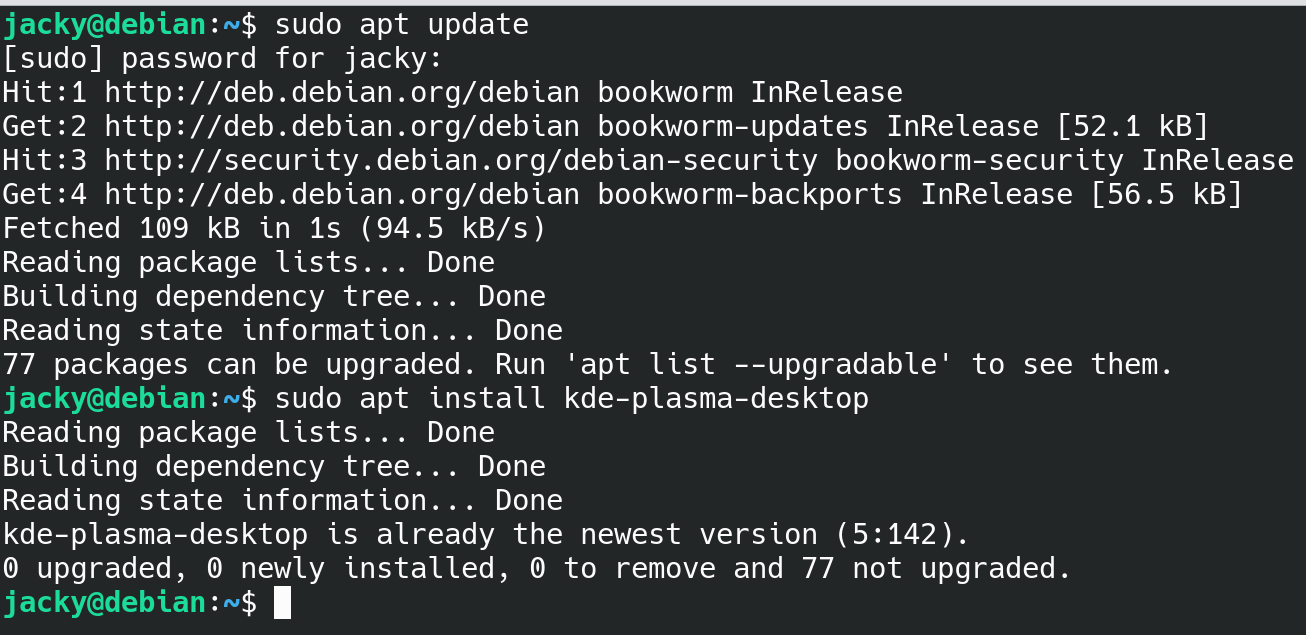 jacky@debian:~$ sudo apt update
[sudo] password for jacky:
Hit:1 http://deb.debian.org/debian bookworm InRelease
Get:2 http://deb.debian.org/debian bookworm-updates InRelease [52.1 kB]
Hit:3 http://security.debian.org/debian-security bookworm-security InRelease
Get:4 http://deb.debian.org/debian bookworm-backports InRelease [56.5 kB]
Fetched 109 kB in 1s (94.5 kB/s)
Reading package lists... Done
Building dependency tree... Done
Reading state information... Done
77 packages can be upgraded. Run 'apt list --upgradable' to see them.
jacky@debian:~$ sudo apt install kde-plasma-desktop
Reading package lists... Done
Building dependency tree... Done
Reading state information... Done
kde-plasma-desktop is already the newest version (5:142).
0 upgraded, 0 newly installed, 0 to remove and 77 not upgraded.
jacky@debian:~$